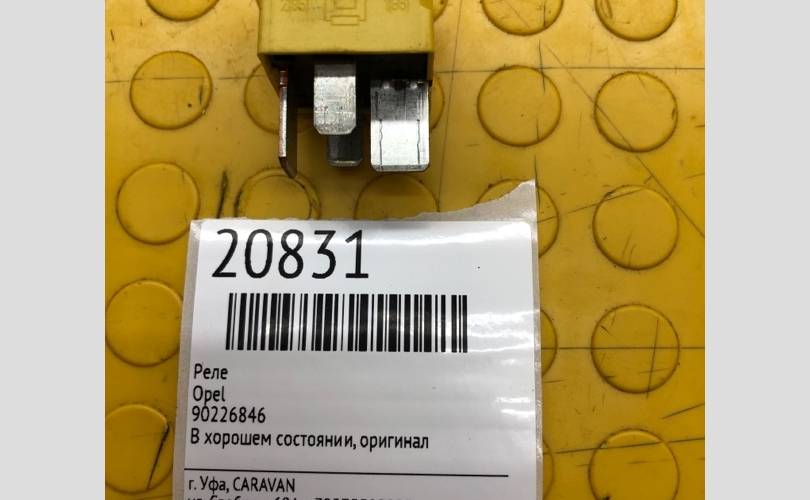 20831
Реле
Opel
90226846
В хорошем состоянии, оригинал
г. Уфа, CARAVAN